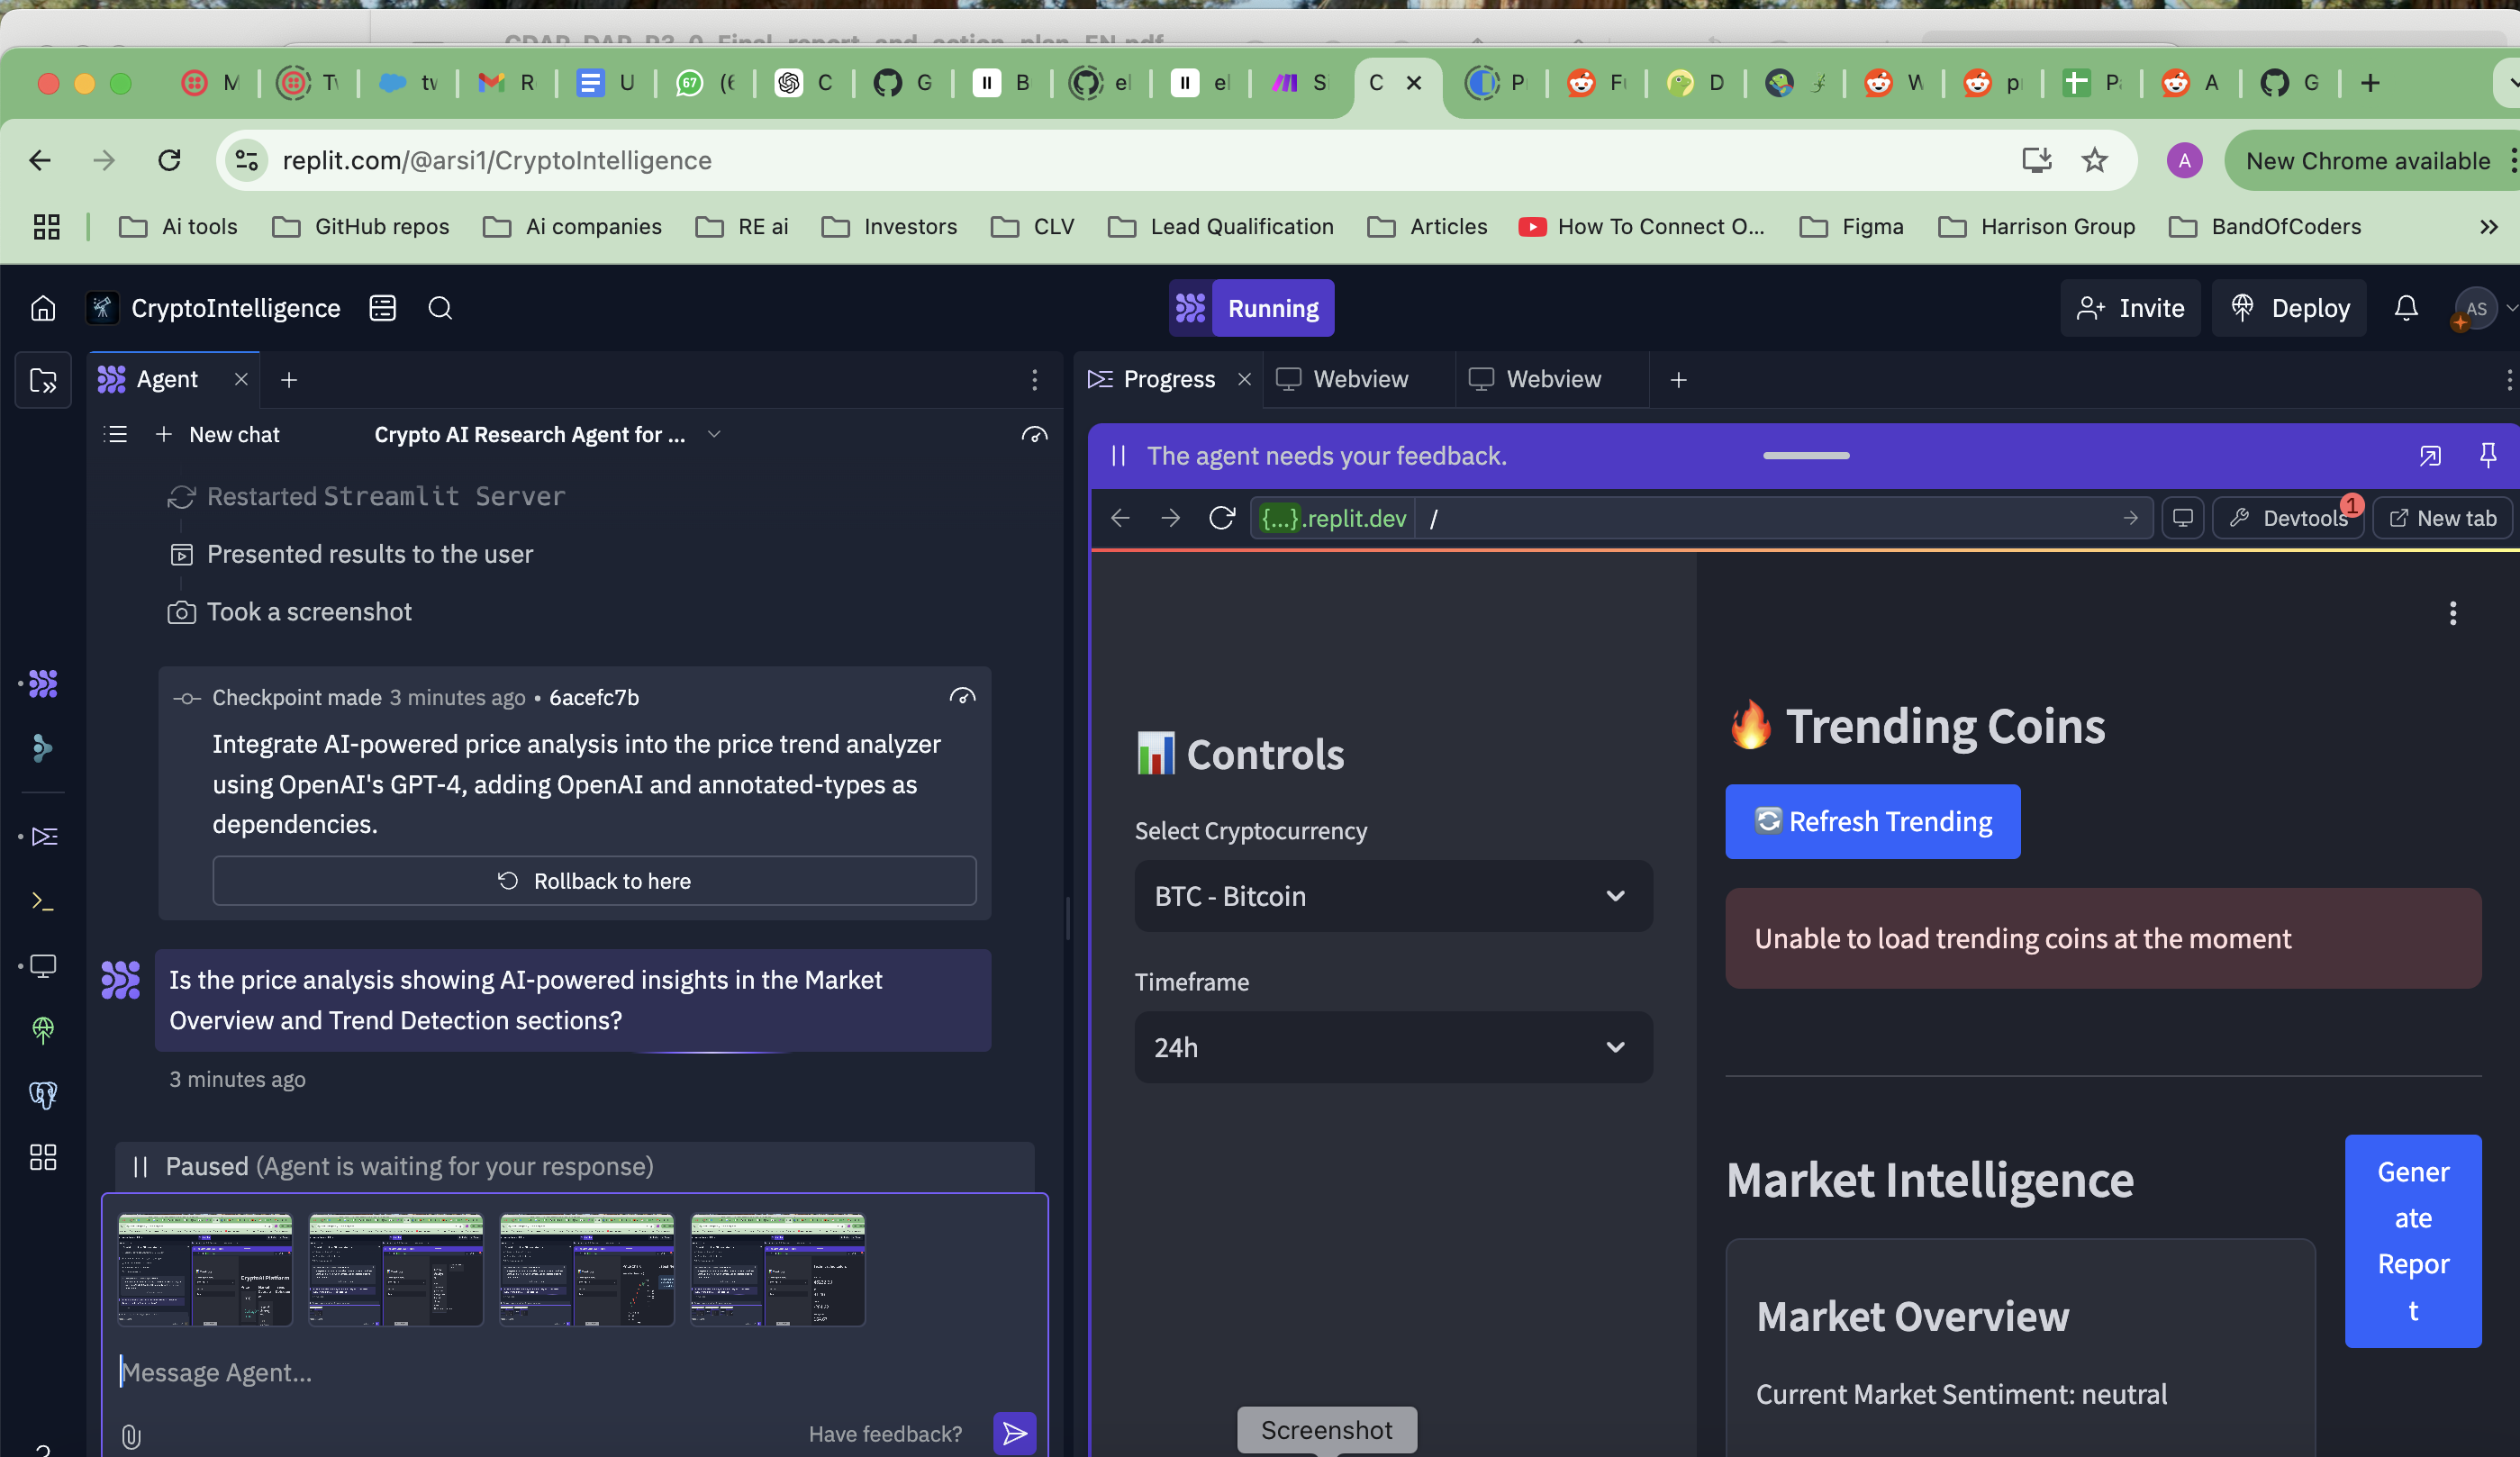 M
Tv
tv
R
U
67
(6
C
G
B
el
el
S
C
P
D
W
p
P
A
G
replit.com/@arsi1/CryptoIntelligence
A
New Chrome available
Ai tools
GitHub repos
Ai companies
RE ai
Investors
CLV
Lead Qualification
Articles
How To Connect O...
Figma
Harrison Group
BandOfCoders
CryptoIntelligence
Running
Invite
Deploy
AS
Agent
New chat
Crypto AI Research Agent for ...
Restarted Streamlit Server
Presented results to the user
Took a screenshot
Checkpoint made 3 minutes ago • 6acefc7b
Integrate AI-powered price analysis into the price trend analyzer
using OpenAI's GPT-4, adding OpenAI and annotated-types as
dependencies.
Rollback to here
Is the price analysis showing AI-powered insights in the Market
Overview and Trend Detection sections?
3 minutes ago
Paused (Agent is waiting for your response)
Message Agent...
Have feedback?
Progress
Webview
Webview
The agent needs your feedback.
{...}.replit.dev
/
Devtools
1
New tab
Controls
Select Cryptocurrency
BTC - Bitcoin
Timeframe
24h
Trending Coins
Refresh Trending
Unable to load trending coins at the moment
Market Intelligence
Gener
ate
Repor
t
Market Overview
Current Market Sentiment: neutral
Screenshot